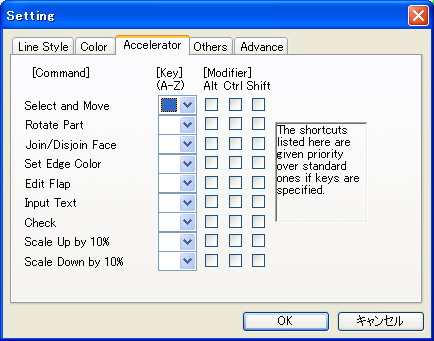 Setting
Line Style Color Accelerator Others Advance
[Command] [Key] [Modifier]
(A-Z) Alt Ctrl Shift
Select and Move
Rotate Part
Join/Disjoin Face
Set Edge Color
Edit Flap
Input Text
Check
Scale Up by 10%
Scale Down by 10%
The shortcuts
listed here are
given priority
over standard
ones if keys are
specified.
OK キャンセル